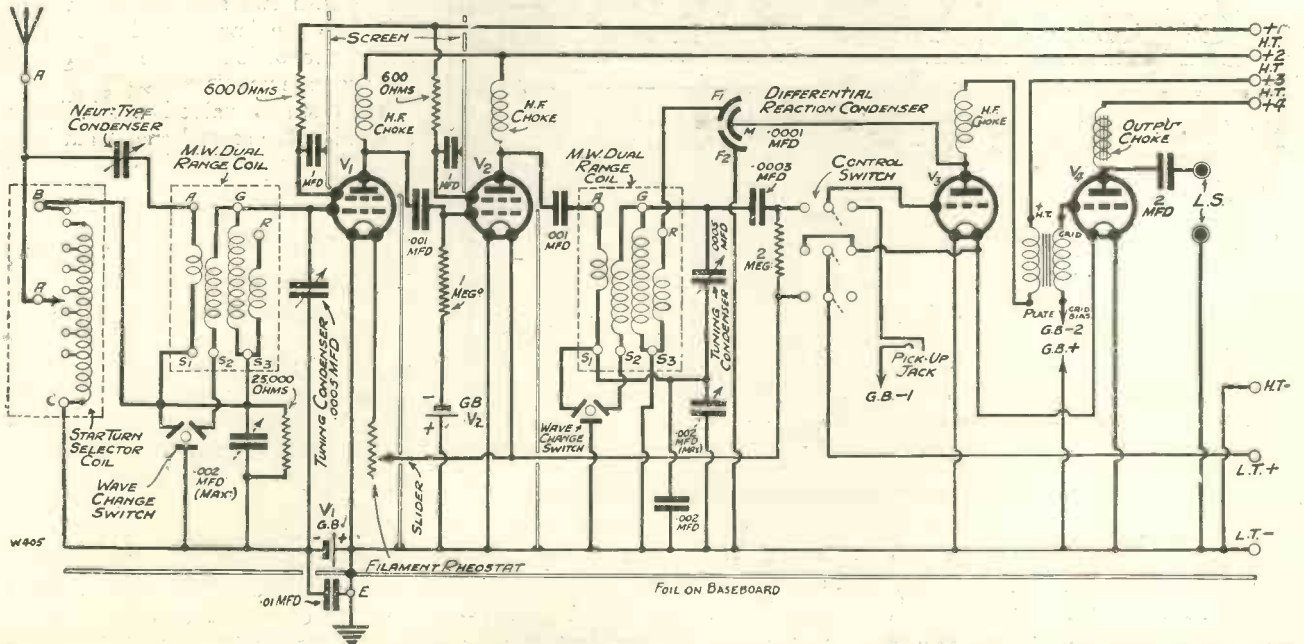 A
NEUT-TYPE
CONDENSER
M.W. DUAL
RANGE COIL
B
A
C
STAR TURN
SELECTOR
COIL
A
G
R
S1
S2
S3
WAVE
CHANGE
SWITCH
.002
MFD
(MAX.)
25,000
OHMS
TUNING CONDENSER
.0005 MFD
600 OHMS
SCREEN
1
MFD
H.F.
CHOKE
V1
600
OHMS
1
MFD
H.F.
CHOKE
V2
.001
MFD
1
MEG.
-
GB
V2
+
SLIDER
V1
G.B.
-
+
FILAMENT RHEOSTAT
.01 MFD
E
.001
MFD
M.W. DUAL
RANGE COIL
A
G
R
S1
S2
S3
WAVE
CHANGE
SWITCH
.002
MFD
.0005
MFD
TUNING
CONDENSER
.002
MFD
(MAX)
F1
M
F2
DIFFERENTIAL
REACTION CONDENSER
.0001
MFD
.0003
MFD
2
MEG.
CONTROL
SWITCH
PICK-UP
JACK
G.B.-1
H.F.
CHOKE
V3
+
H.T.
GRID
PLATE
GRID
BIAS
G.B.-2
G.B.+
V4
OUTPUT
CHOKE
2
MFD
L.S.
+1
H.T.
+2
H.T.
+3
H.T.
+4
H.T-
L.T.+
L.T.-
FOIL ON BASEBOARD
W405